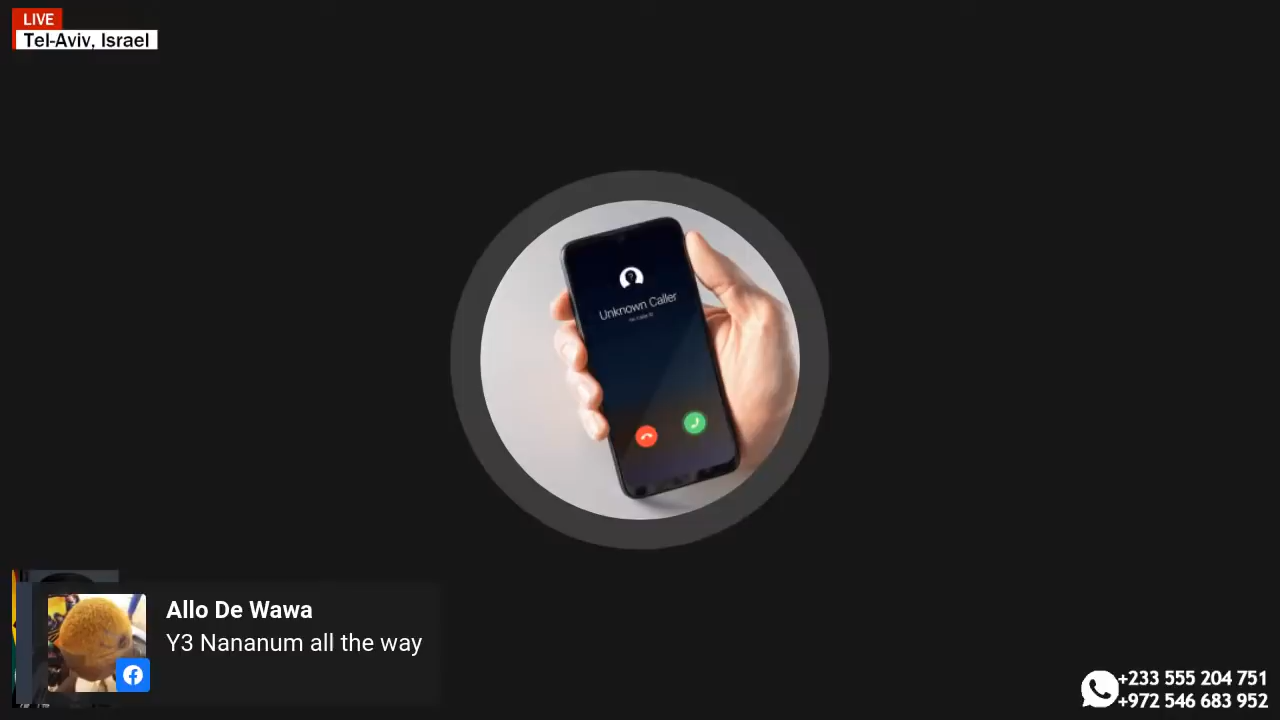 LIVE
Tel-Aviv, Israel
Unknown Caller
Allo De Wawa
Y3 Nananum all the way
+233 555 204 751
+972 546 683 952